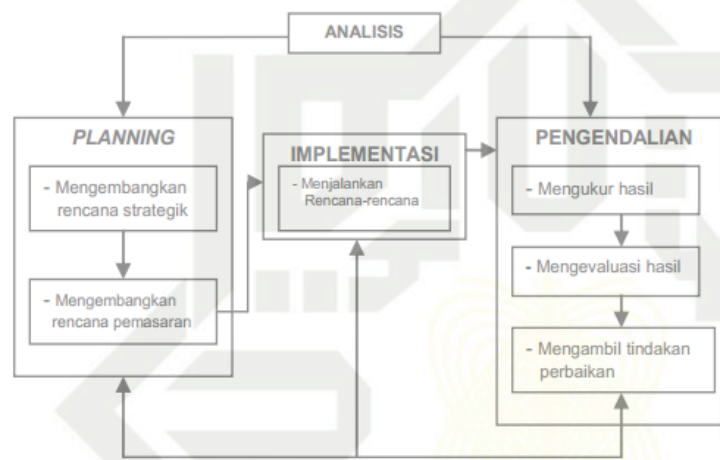 ANALISIS
PLANNING
- Mengembangkan
rencana strategik
- Mengembangkan
rencana pemasaran
IMPLEMENTASI
- Menjalankan
Rencana-rencana
PENGENDALIAN
- Mengukur hasil
- Mengevaluasi hasil
- Mengambil tindakan
perbaikan